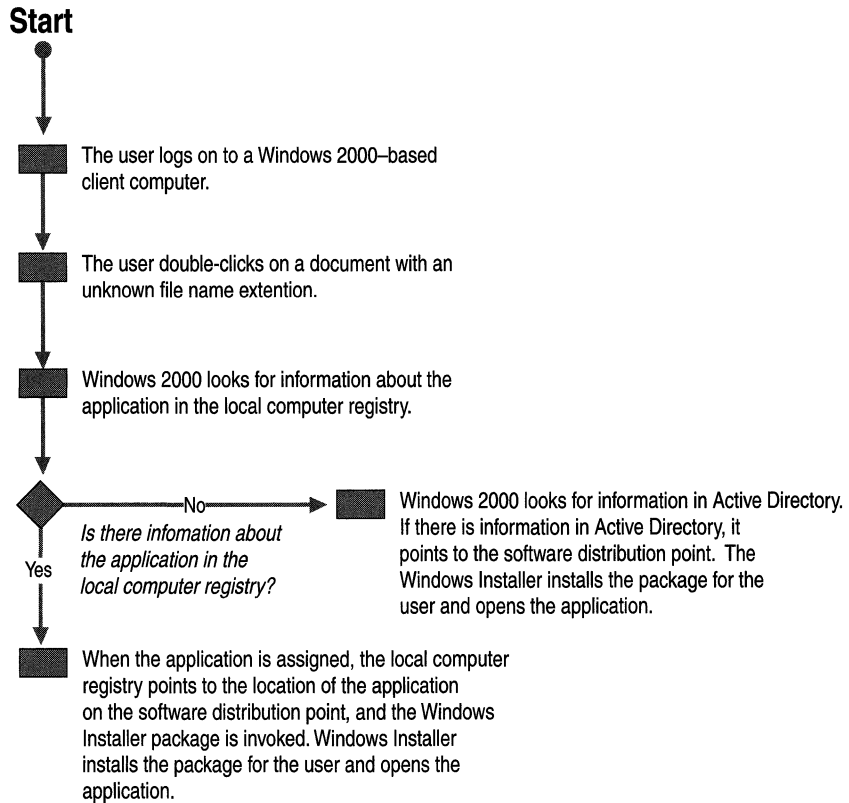 Start
The user logs on to a Windows 2000–based
client computer.
The user double-clicks on a document with an
unknown file name extention.
Windows 2000 looks for information about the
application in the local computer registry.
No
Windows 2000 looks for information in Active Directory.
If there is information in Active Directory, it
points to the software distribution point. The
Windows Installer installs the package for the
user and opens the application.
Is there infomation about
the application in the
local computer registry?
Yes
When the application is assigned, the local computer
registry points to the location of the application
on the software distribution point, and the Windows
Installer package is invoked. Windows Installer
installs the package for the user and opens the
application.